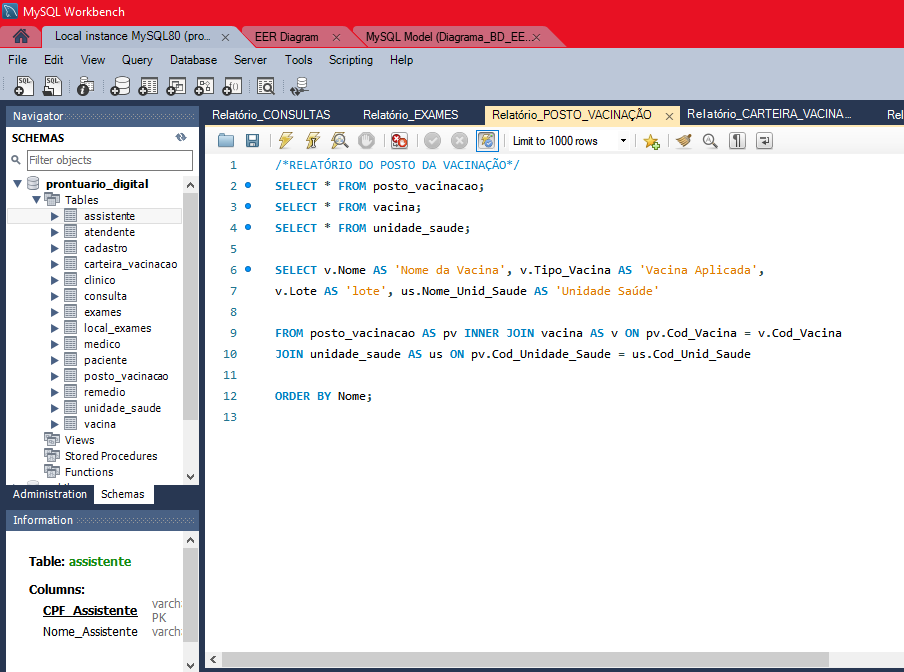 MySQL Workbench
Local instance MySQL80 (pro... ×
EER Diagram ×
MySQL Model (Diagrama_BD_EE... ×
File Edit View Query Database Server Tools Scripting Help
Navigator
SCHEMAS
Filter objects
prontuario_digital
Tables
assistente
atendente
cadastro
carteira_vacinacao
clinico
consulta
exames
local_exames
medico
paciente
posto_vacinacao
remedio
unidade_saude
vacina
Views
Stored Procedures
Functions
Administration Schemas
Information
Table: assistente
Columns:
CPF_Assistente varch
PK
Nome_Assistente varch
Relatório_CONSULTAS Relatório_EXAMES Relatório_POSTO_VACINAÇÃO × Relatório_CARTEIRA_VACINA... Rel
Limit to 1000 rows
1 /*RELATÓRIO DO POSTO DA VACINAÇÃO*/
2 SELECT * FROM posto_vacinacao;
3 SELECT * FROM vacina;
4 SELECT * FROM unidade_saude;
5
6 SELECT v.Nome AS 'Nome da Vacina', v.Tipo_Vacina AS 'Vacina Aplicada',
7 v.Lote AS 'lote', us.Nome_Unid_Saude AS 'Unidade Saúde'
8
9 FROM posto_vacinacao AS pv INNER JOIN vacina AS v ON pv.Cod_Vacina = v.Cod_Vacina
10 JOIN unidade_saude AS us ON pv.Cod_Unidade_Saude = us.Cod_Unid_Saude
11
12 ORDER BY Nome;
13